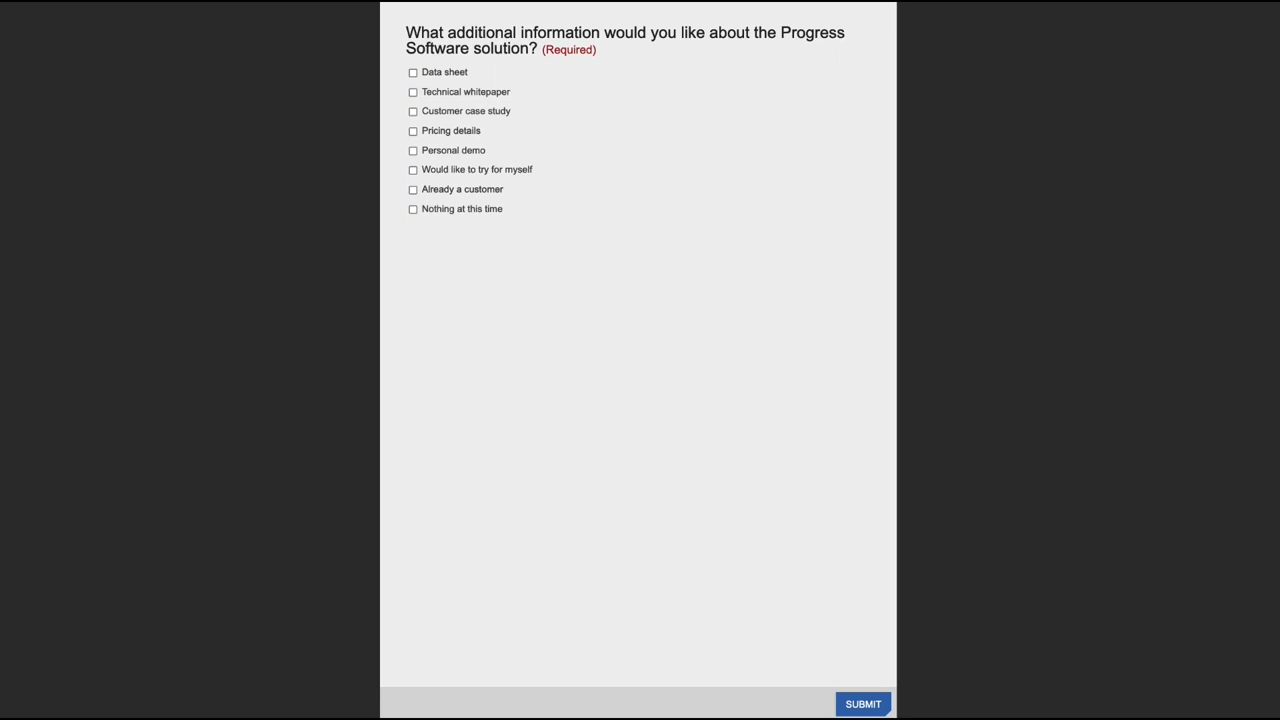 What additional information would you like about the Progress
Software solution? (Required)
Data sheet
Technical whitepaper
Customer case study
Pricing details
Personal demo
Would like to try for myself
Already a customer
Nothing at this time
SUBMIT